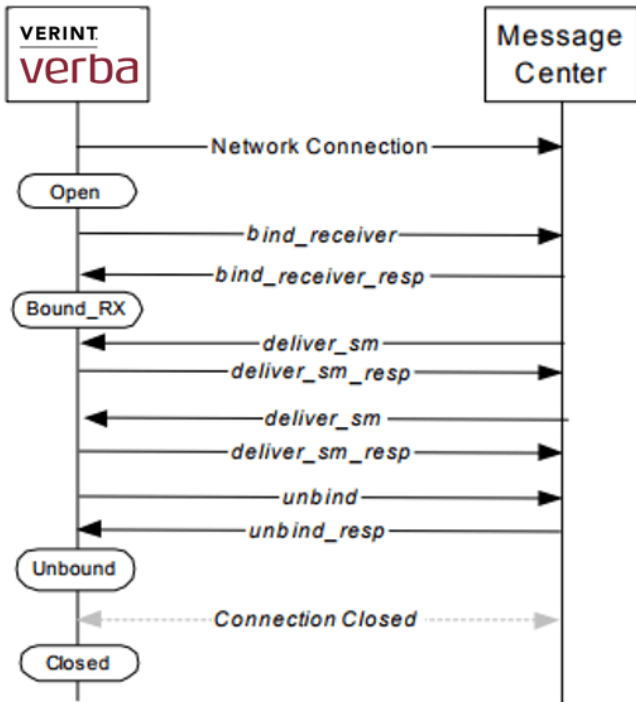 VERINT
verba
Message
Center
Network Connection
Open
bind_receiver
bind_receiver_resp
Bound_RX
deliver_sm
deliver_sm_resp
deliver_sm
deliver_sm_resp
unbind
unbind_resp
Unbound
Connection Closed
Closed